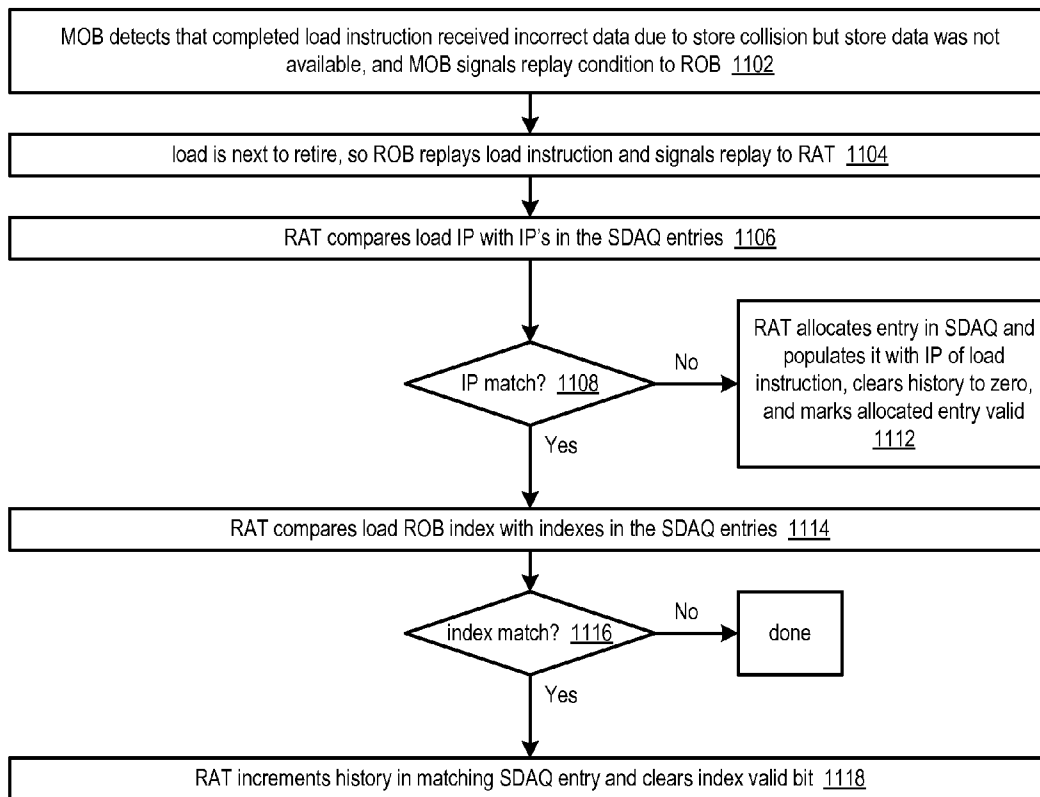 MOB detects that completed load instruction received incorrect data due to store collision but store data was not
available, and MOB signals replay condition to ROB 1102
load is next to retire, so ROB replays load instruction and signals replay to RAT 1104
RAT compares load IP with IP's in the SDAQ entries 1106
IP match? 1108
No
RAT allocates entry in SDAQ and
populates it with IP of load
instruction, clears history to zero,
and marks allocated entry valid
1112
Yes
RAT compares load ROB index with indexes in the SDAQ entries 1114
index match? 1116
No
done
Yes
RAT increments history in matching SDAQ entry and clears index valid bit 1118